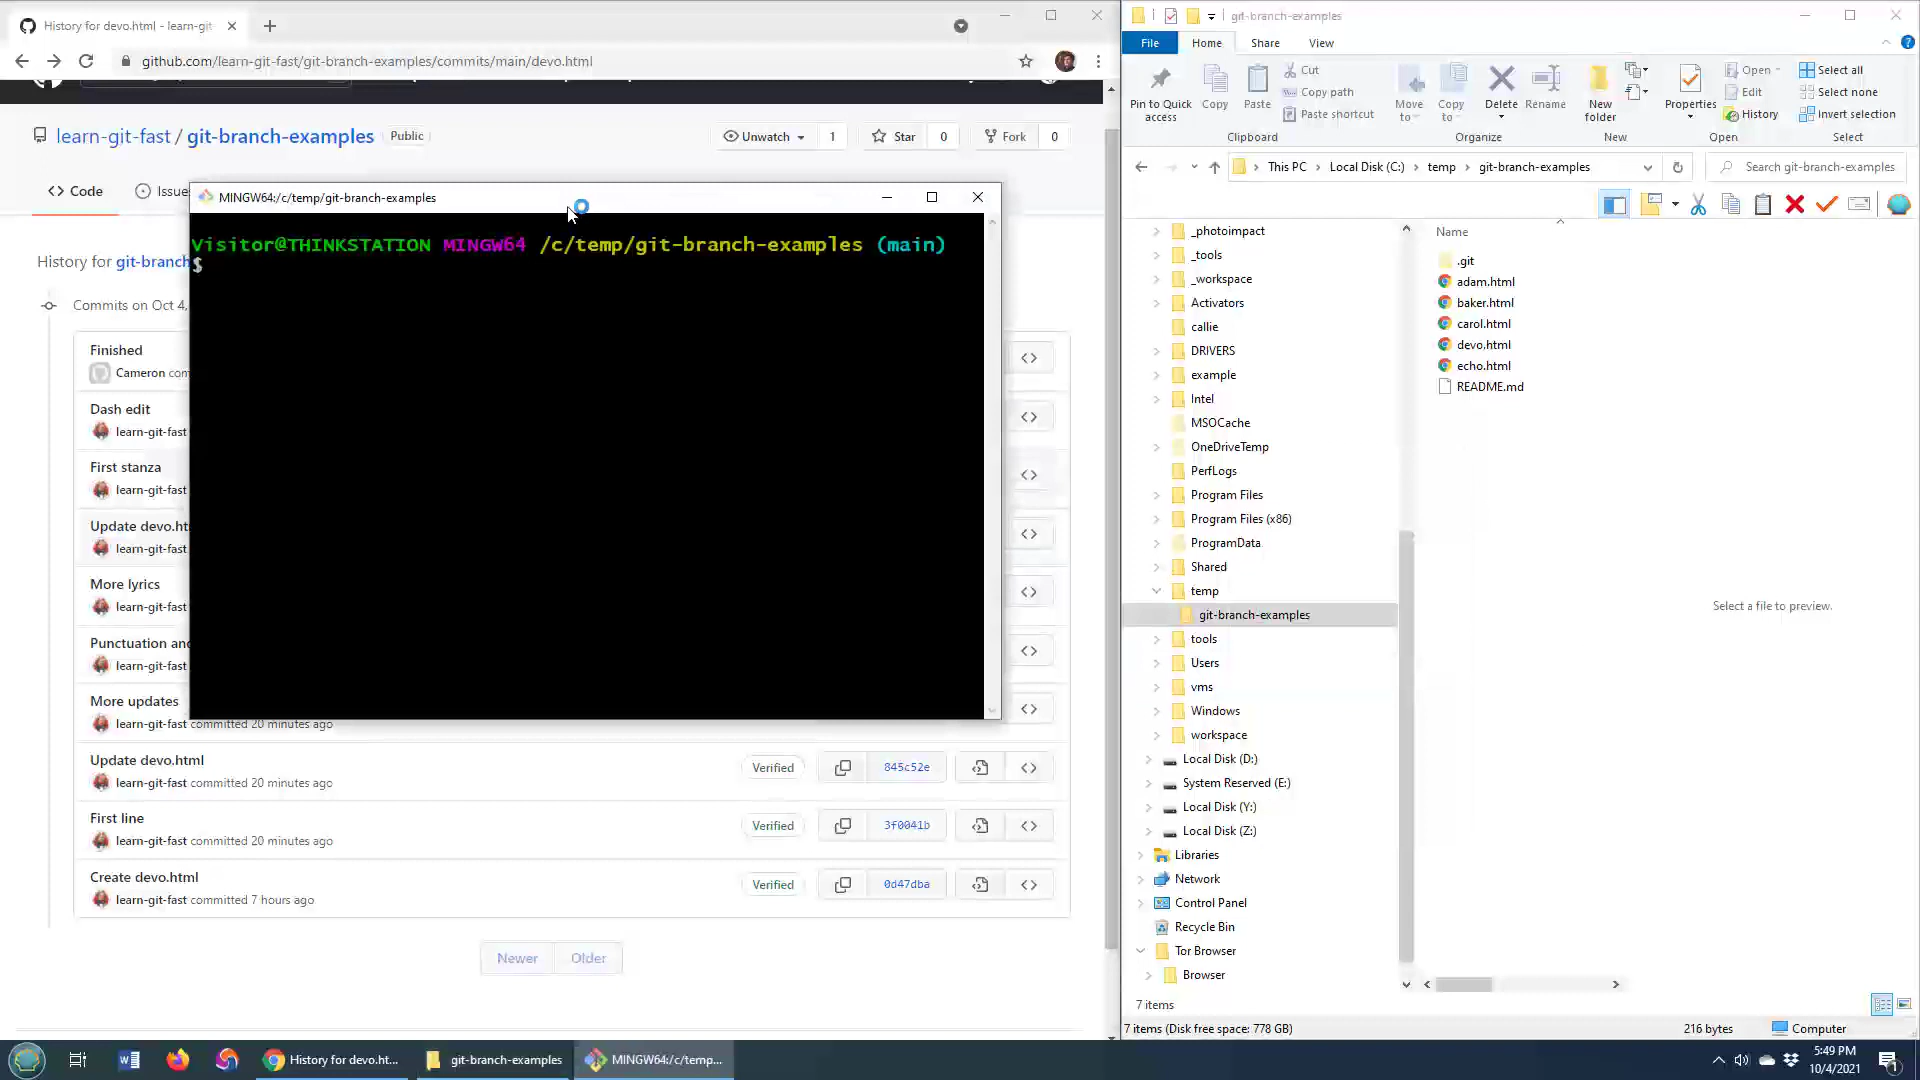 History for devo.html - learn-git
github.com/learn-git-fast/git-branch-examples/commits/main/devo.html
learn-git-fast / git-branch-examples
Public
Unwatch
1
Star
0
Fork
0
Code
Issue
History for git-branch
Commits on Oct 4,
Finished
Cameron com
Dash edit
learn-git-fast
First stanza
learn-git-fast
Update devo.ht
learn-git-fast
More lyrics
learn-git-fast
Punctuation and
learn-git-fast
More updates
learn-git-fast committed 20 minutes ago
Update devo.html
learn-git-fast committed 20 minutes ago
Verified
845c52e
First line
learn-git-fast committed 20 minutes ago
Verified
3f0041b
Create devo.html
learn-git-fast committed 7 hours ago
Verified
0d47dba
Newer
Older
MINGW64:/c/temp/git-branch-examples
Visitor@THINKSTATION MINGW64 /c/temp/git-branch-examples (main)
$
git-branch-examples
File
Home
Share
View
Pin to Quick access
Copy
Paste
Cut
Copy path
Paste shortcut
Clipboard
Move to
Copy to
Delete
Rename
Organize
New folder
New
Properties
Open
Edit
History
Open
Select all
Select none
Invert selection
Select
This PC
Local Disk (C:)
temp
git-branch-examples
Search git-branch-examples
_photoimpact
_tools
_workspace
Activators
callie
DRIVERS
example
Intel
MSOCache
OneDriveTemp
PerfLogs
Program Files
Program Files (x86)
ProgramData
Shared
temp
git-branch-examples
tools
Users
vms
Windows
workspace
Local Disk (D:)
System Reserved (E:)
Local Disk (Y:)
Local Disk (Z:)
Libraries
Network
Control Panel
Recycle Bin
Tor Browser
Browser
Name
.git
adam.html
baker.html
carol.html
devo.html
echo.html
README.md
Select a file to preview.
7 items
7 items (Disk free space: 778 GB)
216 bytes
Computer
History for devo.ht...
git-branch-examples
MINGW64:/c/temp...
5:49 PM
10/4/2021
1